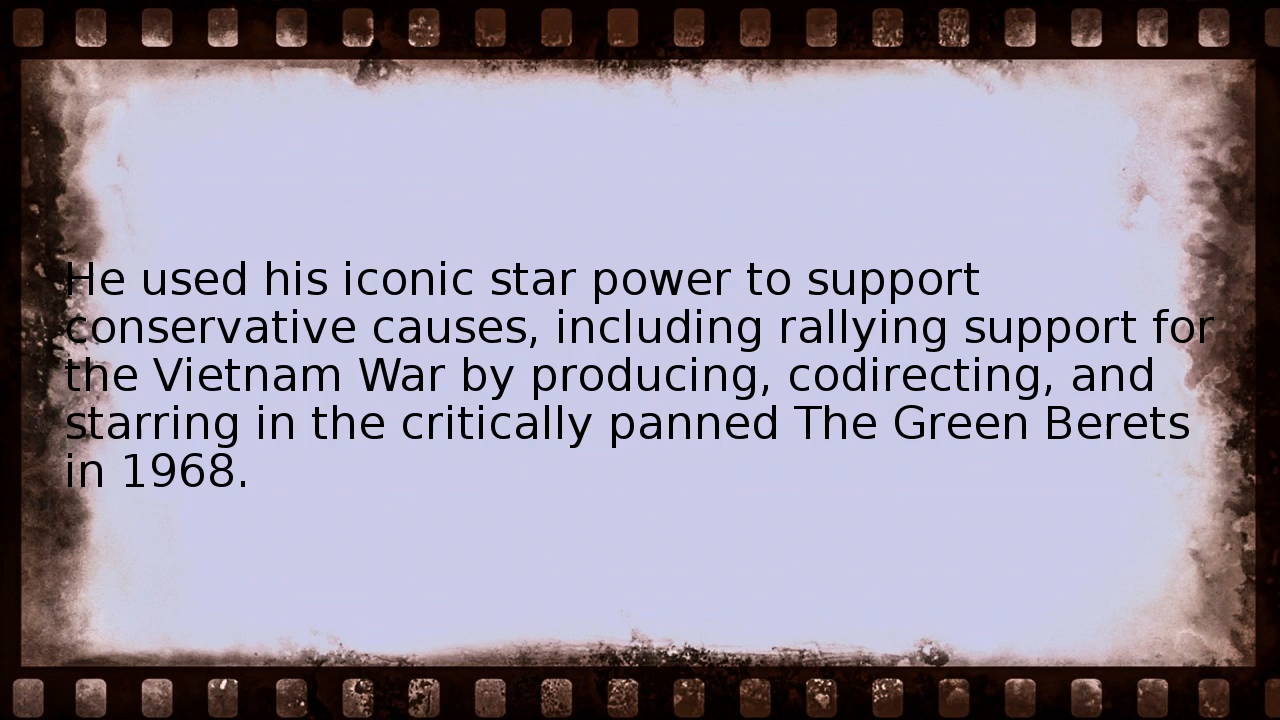 He used his iconic star power to support
conservative causes, including rallying support for
the Vietnam War by producing, codirecting, and
starring in the critically panned The Green Berets
in 1968.